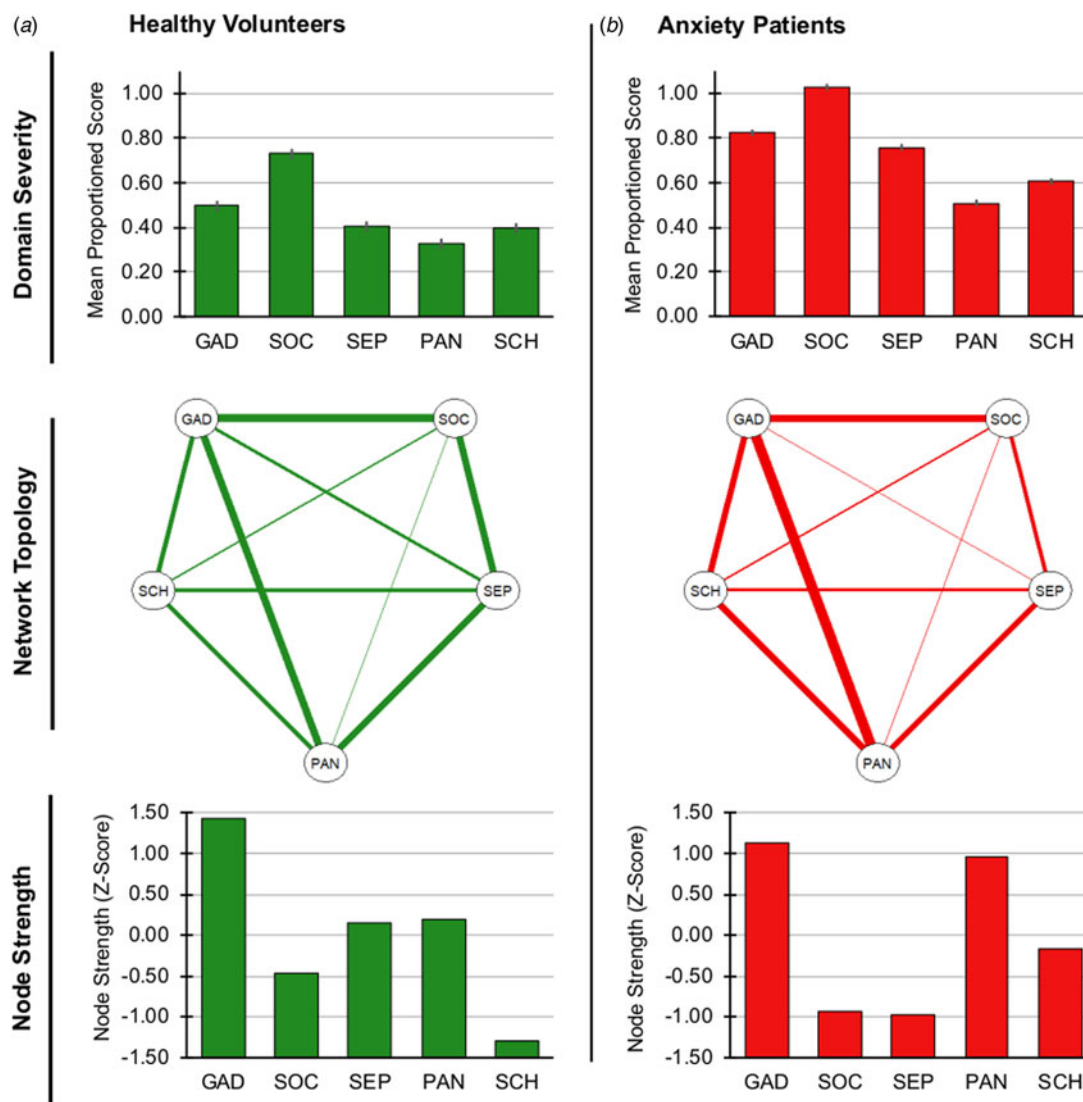 (a) Healthy Volunteers
(b) Anxiety Patients
Domain Severity
Mean Proportioned Score
1.00
0.80
0.60
0.40
0.20
0.00
GAD SOC SEP PAN SCH
Mean Proportioned Score
1.00
0.80
0.60
0.40
0.20
0.00
GAD SOC SEP PAN SCH
Network Topology
GAD SOC
SCH SEP
PAN
GAD SOC
SCH SEP
PAN
Node Strength
Node Strength (Z-Score)
1.50
1.00
0.50
0.00
-0.50
-1.00
-1.50
GAD SOC SEP PAN SCH
Node Strength (Z-Score)
1.50
1.00
0.50
0.00
-0.50
-1.00
-1.50
GAD SOC SEP PAN SCH